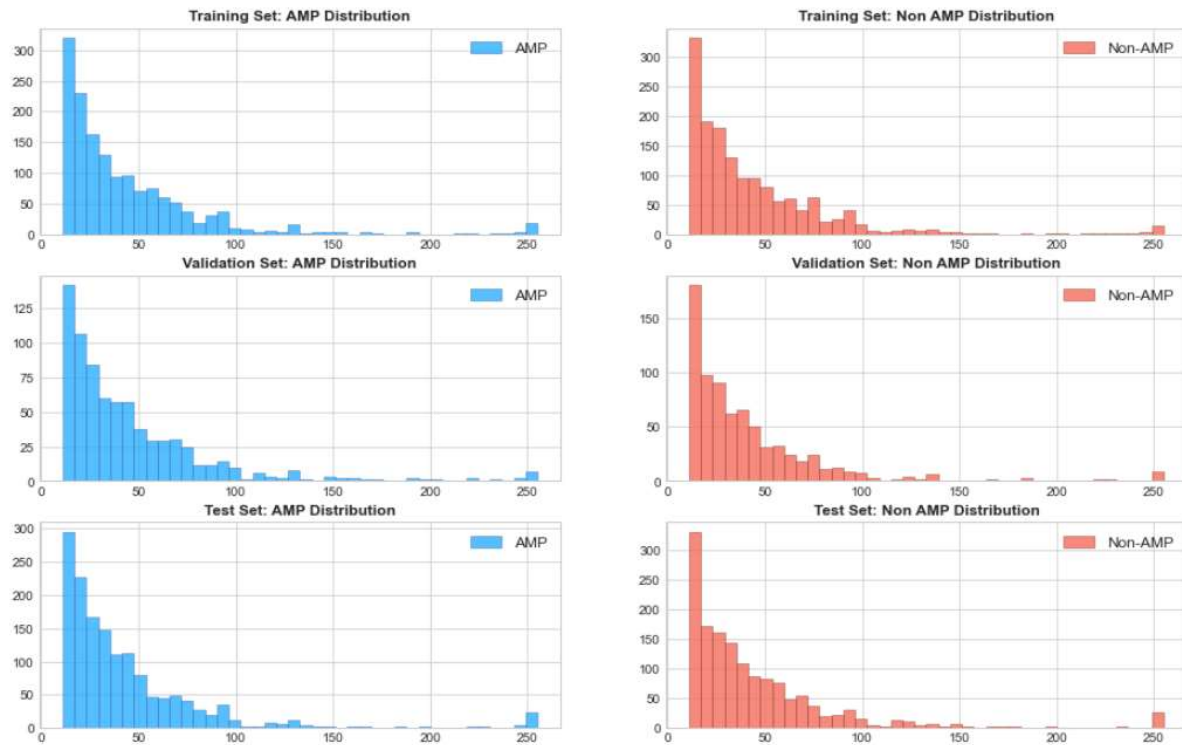 Training Set: AMP Distribution
AMP
300
250
200
150
100
50
0
0 50 100 150 200 250
Training Set: Non AMP Distribution
Non-AMP
300
250
200
150
100
50
0
0 50 100 150 200 250
Validation Set: AMP Distribution
AMP
125
100
75
50
25
0
0 50 100 150 200 250
Validation Set: Non AMP Distribution
Non-AMP
150
100
50
0
0 50 100 150 200 250
Test Set: AMP Distribution
AMP
300
250
200
150
100
50
0
0 50 100 150 200 250
Test Set: Non AMP Distribution
Non-AMP
300
250
200
150
100
50
0
0 50 100 150 200 250